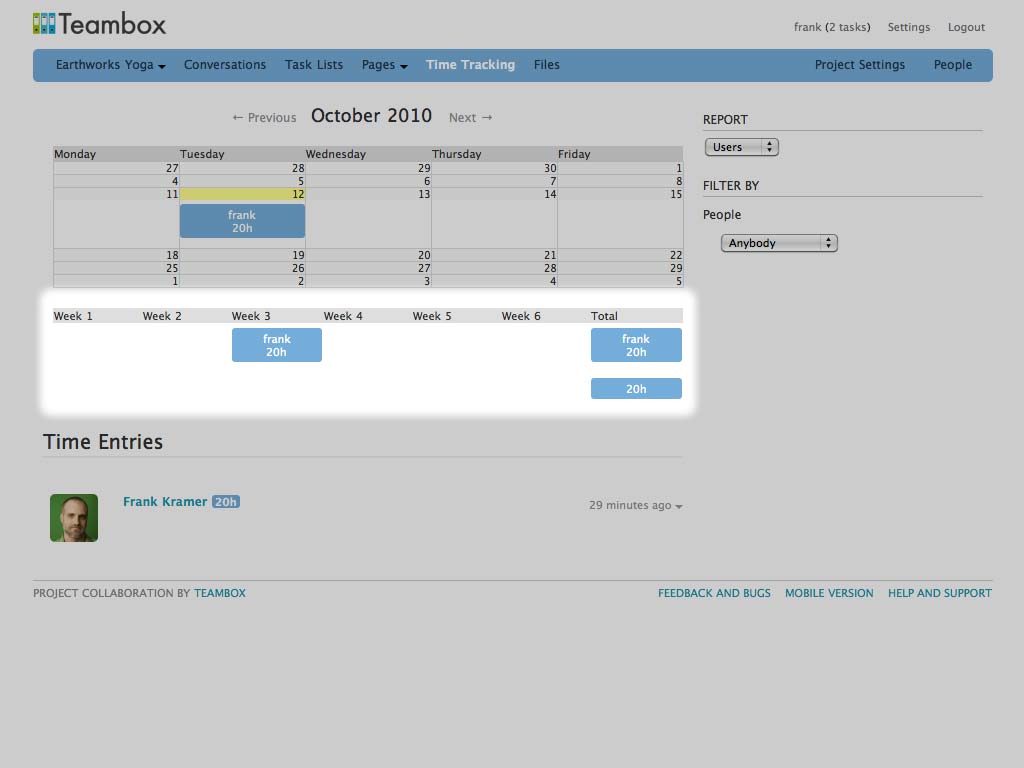 Teambox
frank (2 tasks) Settings Logout
Earthworks Yoga Conversations Task Lists Pages Time Tracking Files Project Settings People
← Previous October 2010 Next →
Monday Tuesday Wednesday Thursday Friday
27 28 29 30 1
4 5 6 7 8
11 12 13 14 15
frank
20h
18 19 20 21 22
25 26 27 28 29
1 2 3 4 5
REPORT
Users
FILTER BY
People
Anybody
Week 1 Week 2 Week 3 Week 4 Week 5 Week 6 Total
frank frank
20h 20h
20h
Time Entries
Frank Kramer 20h 29 minutes ago
PROJECT COLLABORATION BY TEAMBOX FEEDBACK AND BUGS MOBILE VERSION HELP AND SUPPORT